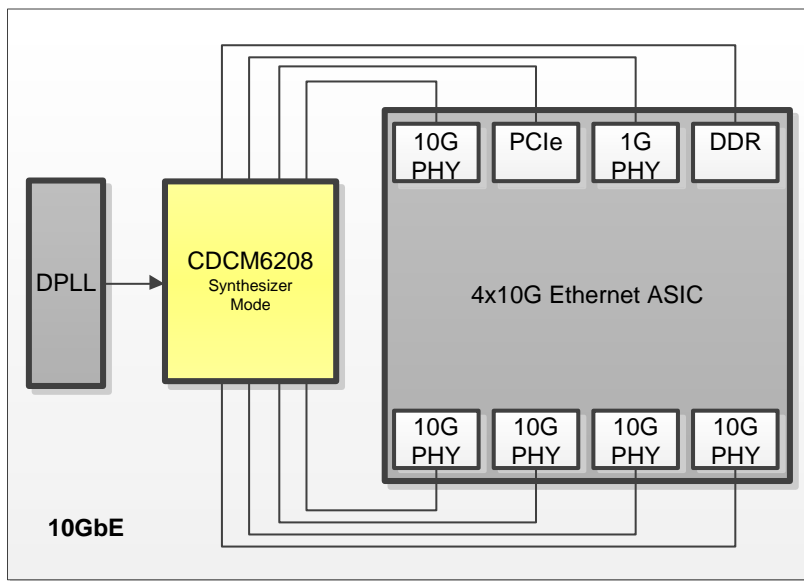 10G
PHY
PCIe
1G
PHY
DDR
DPLL
CDCM6208
Synthesizer
Mode
4x10G Ethernet ASIC
10G
PHY
10G
PHY
10G
PHY
10G
PHY
10GbE